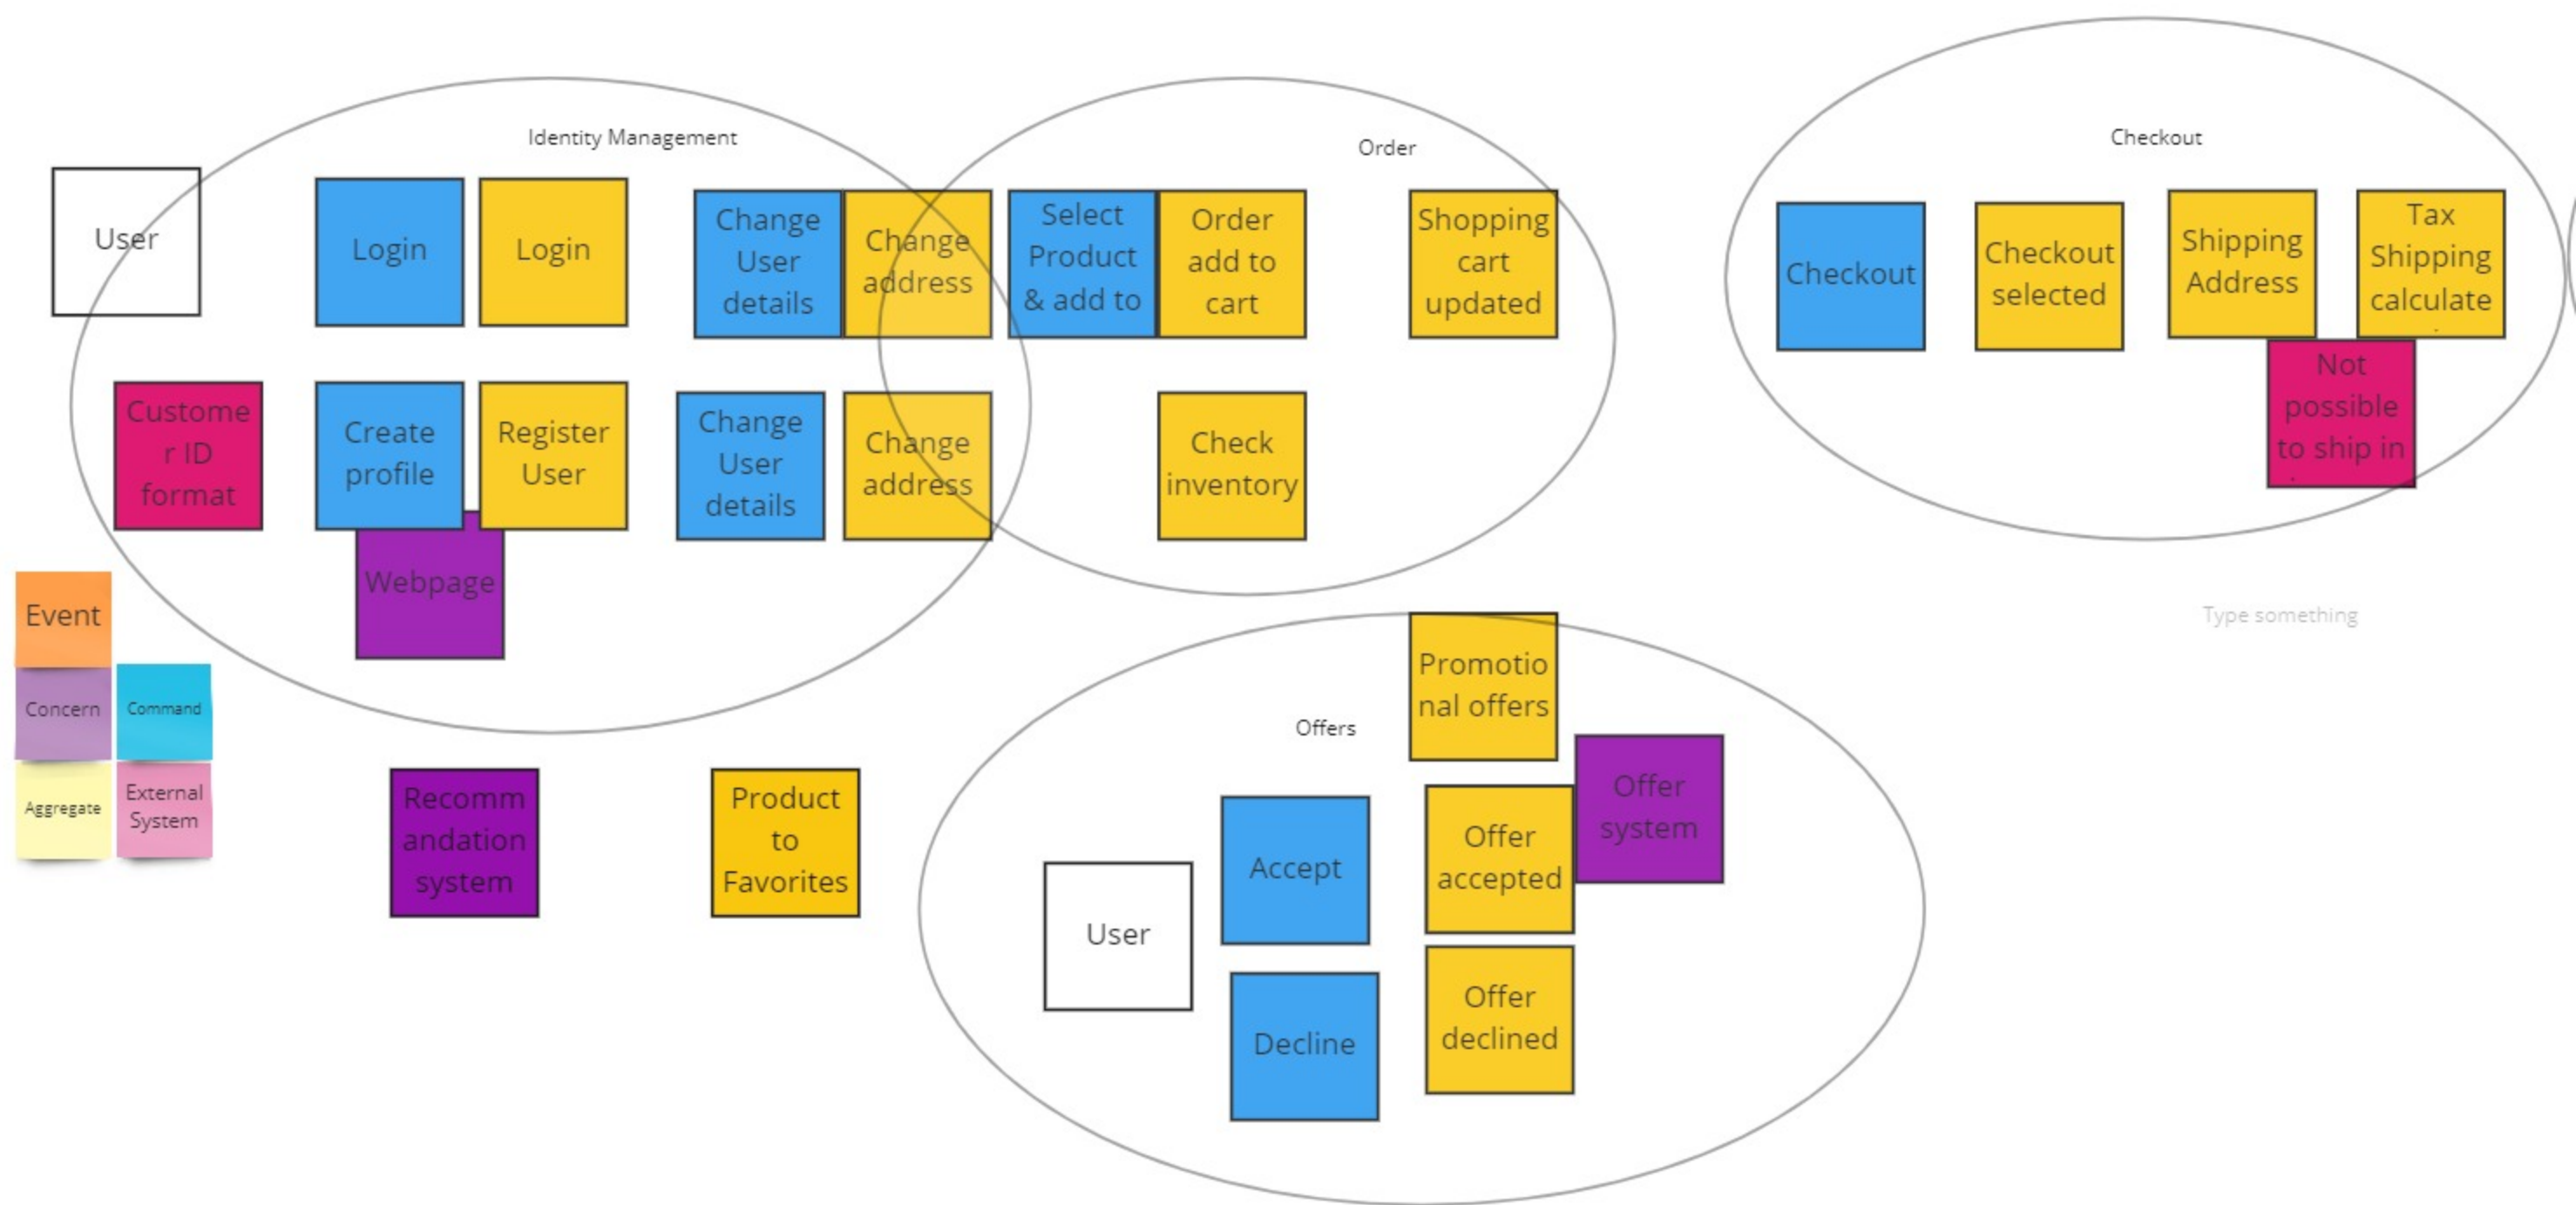 Identity Management
User
Login
Login
Change
User
details
Change
address
Custome
r ID
format
Create
profile
Register
User
Change
User
details
Change
address
Webpage
Order
Select
Product
& add to
Order
add to
cart
Shopping
cart
updated
Check
inventory
Checkout
Checkout
Checkout
selected
Shipping
Address
Tax
Shipping
calculate
Not
possible
to ship in
Type something
Event
Concern
Command
Aggregate
External
System
Recomm
andation
system
Product
to
Favorites
Offers
Promotio
nal offers
Offer
system
Accept
Offer
accepted
User
Decline
Offer
declined